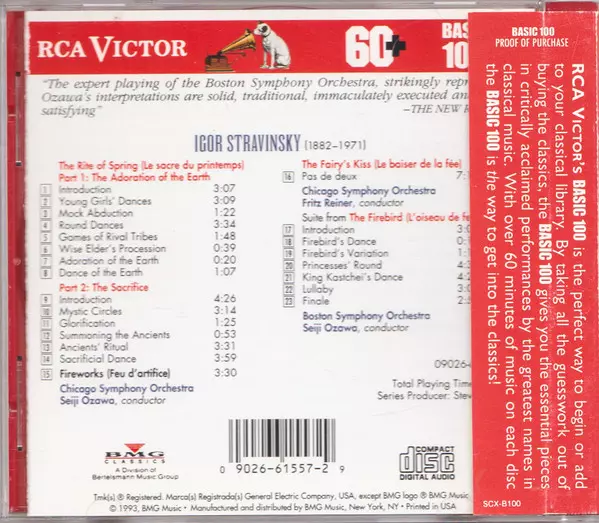 RCA VICTOR
60+
BASIC 100
PROOF OF PURCHASE
"The expert playing of the Boston Symphony Orchestra, strikingly
Ozawa's interpretations are solid, traditional, immaculately executed and
satisfying"
—THE NEW
IGOR STRAVINSKY (1882–1971)
The Rite of Spring (Le sacre du printemps)
Part 1: The Adoration of the Earth
1 Introduction 3:07
2 Young Girls' Dances 3:09
3 Mock Abduction 1:22
4 Round Dances 3:34
5 Games of Rival Tribes 1:48
6 Wise Elder's Procession 0:39
7 Adoration of the Earth 0:20
8 Dance of the Earth 1:07
Part 2: The Sacrifice
9 Introduction 4:26
10 Mystic Circles 3:14
11 Glorification 1:25
12 Summoning the Ancients 0:53
13 Ancients' Ritual 3:31
14 Sacrificial Dance 3:59
15 Fireworks (Feu d'artifice) 3:30
Chicago Symphony Orchestra
Seiji Ozawa, conductor
The Fairy's Kiss (Le baiser de la fée)
16 Pas de deux
Chicago Symphony Orchestra
Fritz Reiner, conductor
Suite from The Firebird (L'oiseau de
17 Introduction
18 Firebird's Dance
19 Firebird's Variation
20 Princesses' Round
21 King Kastchei's Dance
22 Lullaby
23 Finale
Boston Symphony Orchestra
Seiji Ozawa, conductor
09026-
Total Playing Time
Series Producer:
BMG
CLASSICS
A Division of
Bertelsmann Music Group
0 9026-61557-2 9
COMPACT
disc
DIGITAL AUDIO
Tmk(s) ® Registered. Marca(s) Registrada(s) General Electric Company, USA, except BMG logo ® BMG Music.
© 1993, BMG Music • Manufactured and distributed by BMG Music, New York, NY • Printed in USA
RCA VICTOR'S BASIC 100 is the perfect way to begin or add
to your classical library. By taking all the guesswork out of
buying the classics, the BASIC 100 gives you the essential pieces
in critically acclaimed performances by the greatest names in
classical music. With over 60 minutes of music on each disc
the BASIC 100 is the way to get into the classics!
SCX-B100